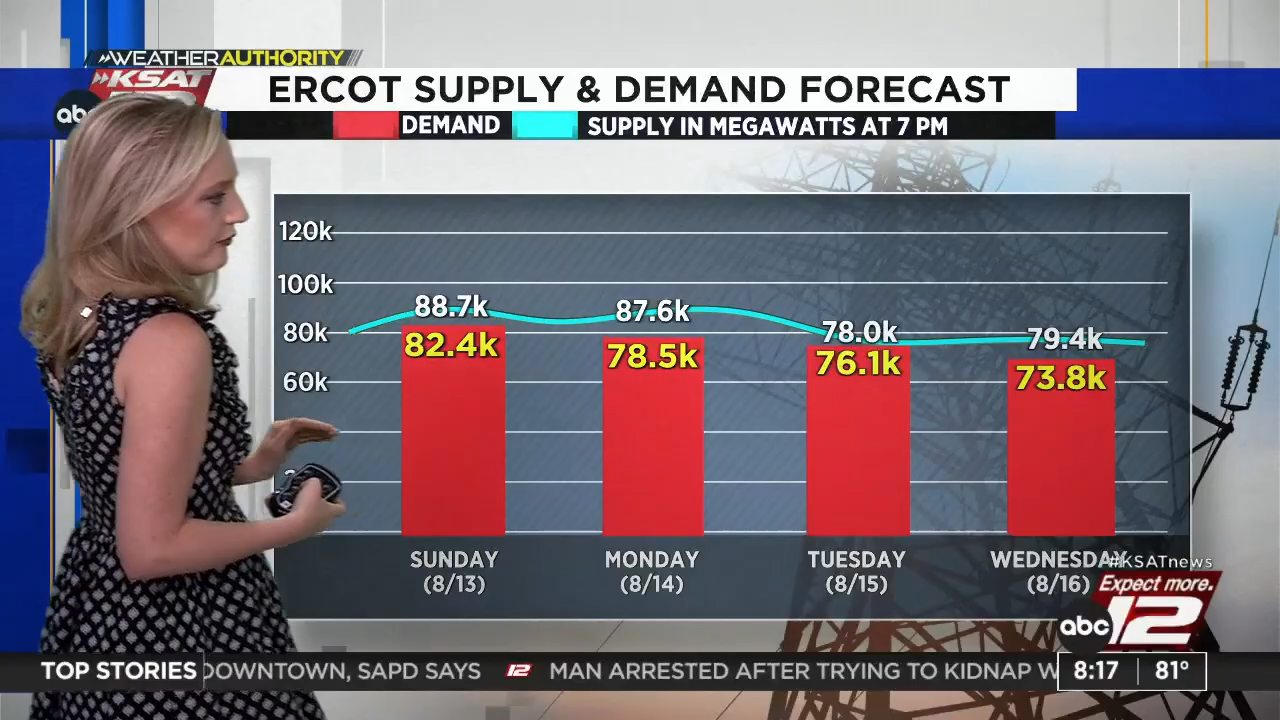 WEATHERAUTHORITY
KSAT
abc
ERCOT SUPPLY & DEMAND FORECAST
DEMAND
SUPPLY IN MEGAWATTS AT 7 PM
120k
100k
80k
60k
88.7k
82.4k
87.6k
78.5k
78.0k
76.1k
79.4k
73.8k
SUNDAY
(8/13)
MONDAY
(8/14)
TUESDAY
(8/15)
WEDNESDAY
(8/16)
#KSATnews
Expect more.
abc 12
TOP STORIES
DOWNTOWN, SAPD SAYS 12 MAN ARRESTED AFTER TRYING TO KIDNAP
8:17 81°